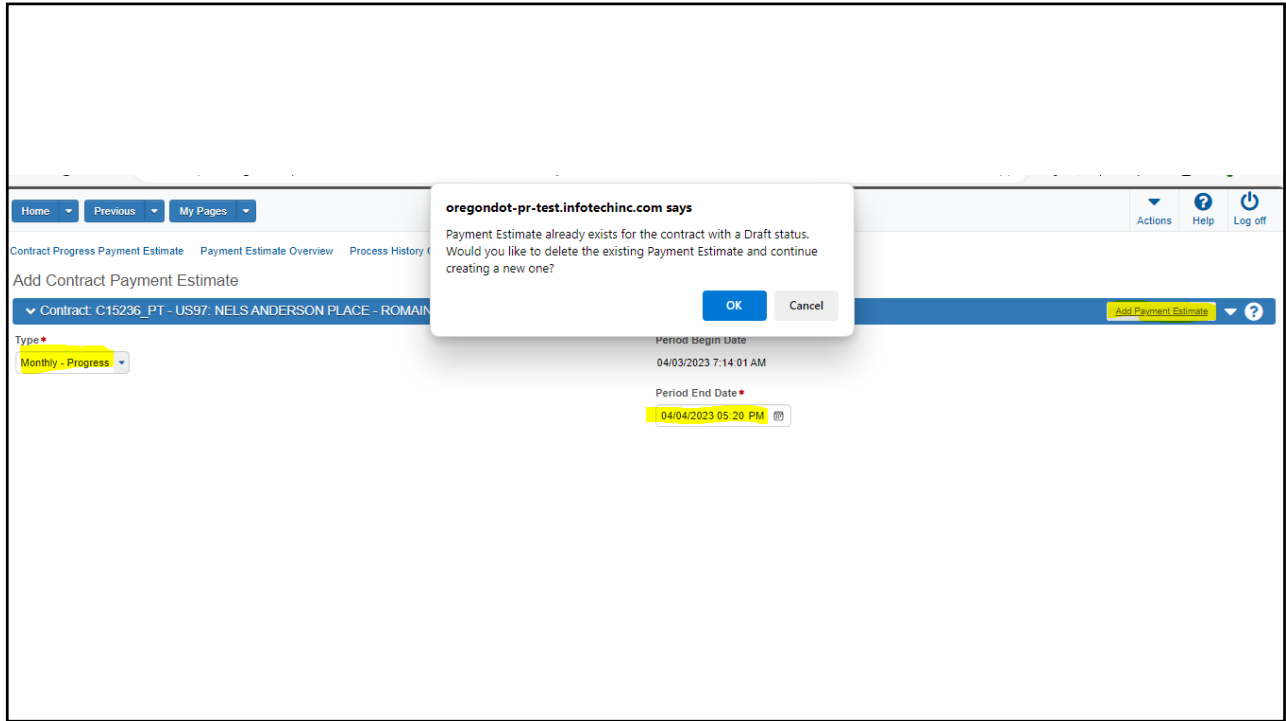 oregondot-pr-test.infotechinc.com says
Payment Estimate already exists for the contract with a Draft status.
Would you like to delete the existing Payment Estimate and continue
creating a new one?
OK Cancel
Home Previous My Pages
Actions Help Log off
Contract Progress Payment Estimate Payment Estimate Overview Process History
Add Contract Payment Estimate
Contract: C15236_PT - US97: NELS ANDERSON PLACE - ROMAIN
Add Payment Estimate
Type*
Monthly - Progress
Period Begin Date
04/03/2023 7:14:01 AM
Period End Date*
04/04/2023 05:20 PM